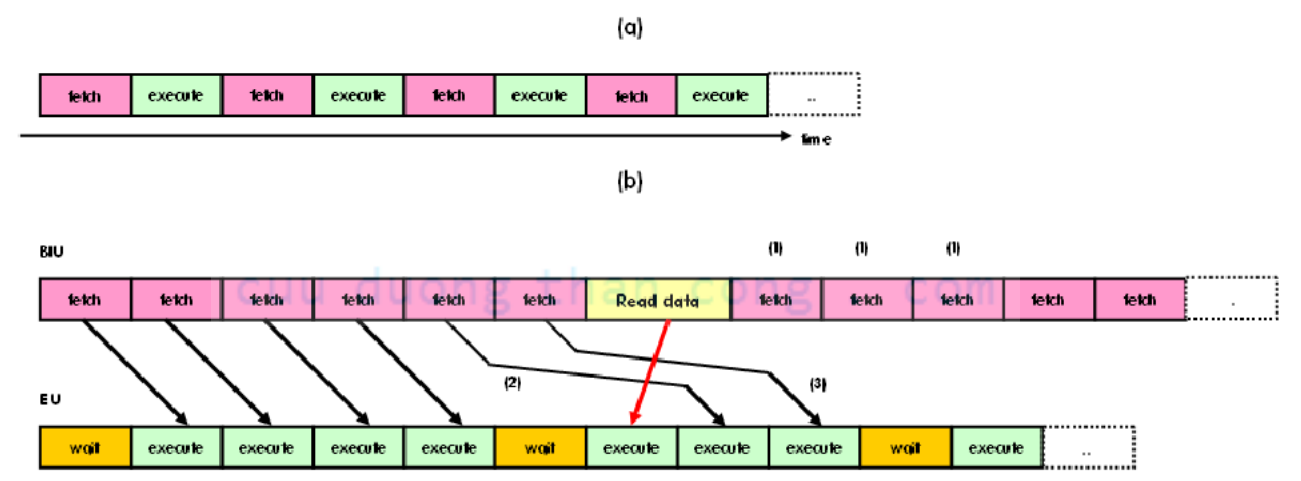 (a)
fetch execute fetch execute fetch execute fetch execute ..
time
(b)
BIU
(1) (1) (1)
fetch fetch fetch fetch fetch fetch Read data fetch fetch fetch fetch fetch .
cuu duong than cong . com
(2) (3)
EU
wait execute execute execute execute wait execute execute execute wait execute ..